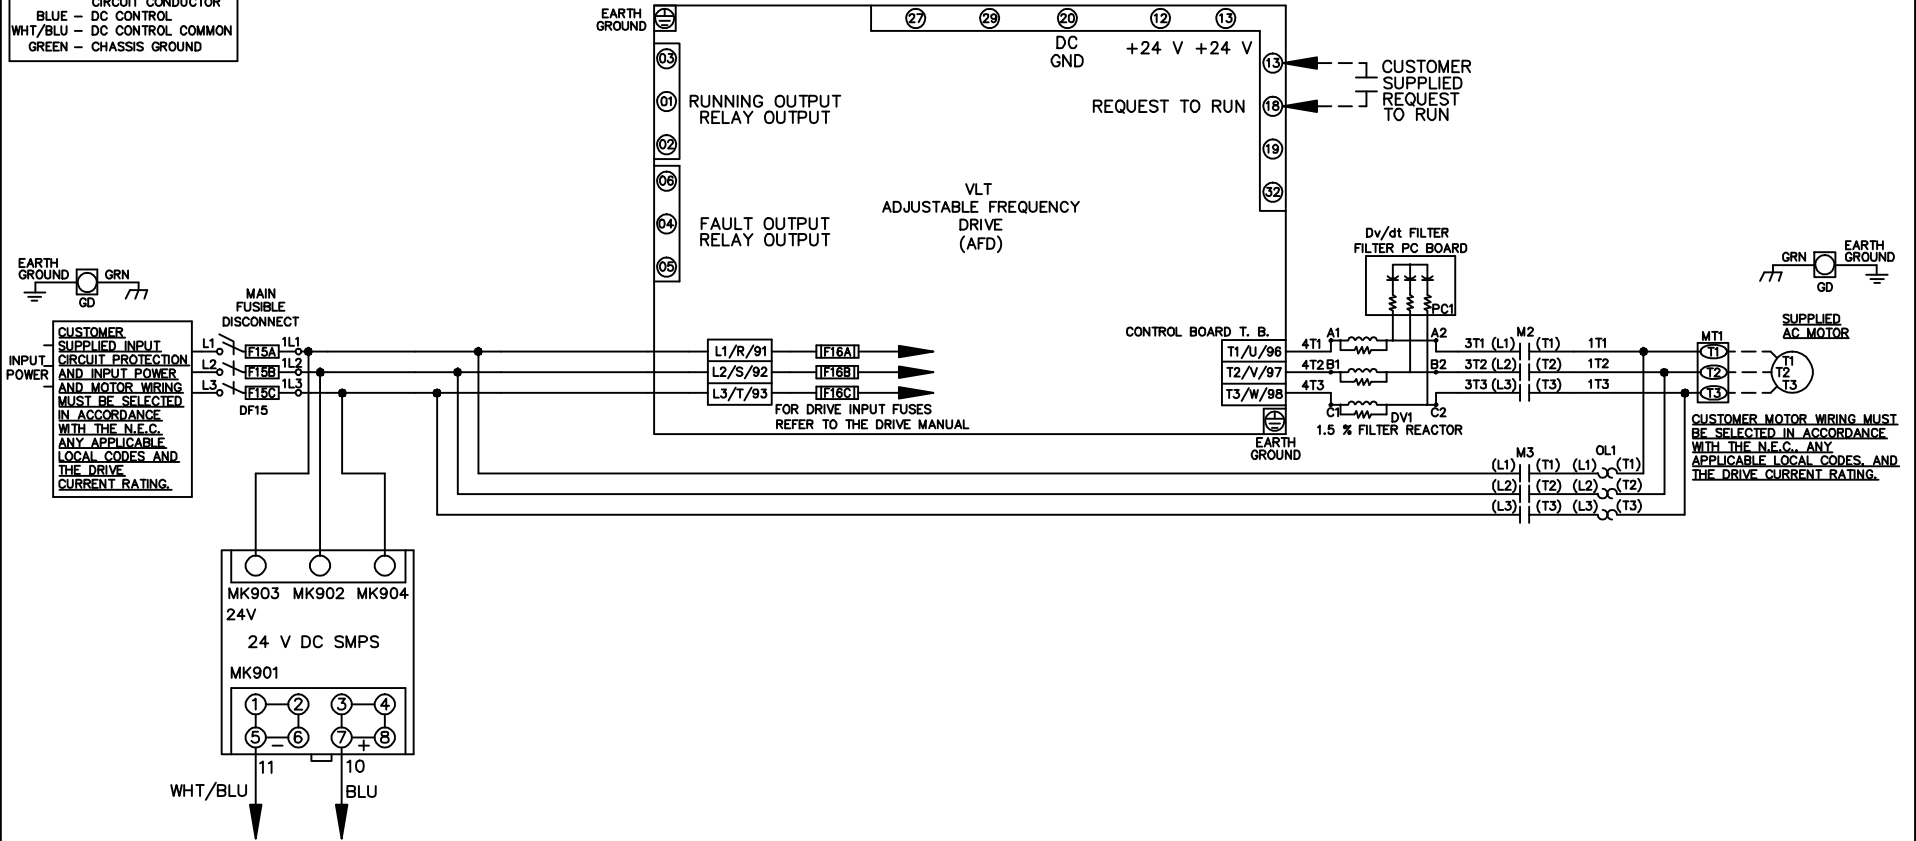 CIRCUIT CONDUCTOR
BLUE – DC CONTROL
WHT/BLU – DC CONTROL COMMON
GREEN – CHASSIS GROUND
EARTH
GROUND
27
29
20
12
13
DC
GND
+24 V
+24 V
03
01
02
RUNNING OUTPUT
RELAY OUTPUT
06
04
05
FAULT OUTPUT
RELAY OUTPUT
REQUEST TO RUN
13
18
19
32
CUSTOMER
SUPPLIED
REQUEST
TO RUN
VLT
ADJUSTABLE FREQUENCY
DRIVE
(AFD)
EARTH
GROUND
GRN
GD
MAIN
FUSIBLE
DISCONNECT
INPUT
POWER
CUSTOMER
SUPPLIED INPUT
CIRCUIT PROTECTION
AND INPUT POWER
AND MOTOR WIRING
MUST BE SELECTED
IN ACCORDANCE
WITH THE N.E.C.
ANY APPLICABLE
LOCAL CODES AND
THE DRIVE
CURRENT RATING.
L1
F15A
1L1
L2
F15B
1L2
L3
F15C
1L3
DF15
L1/R/91
F16A
L2/S/92
F16B
L3/T/93
F16C
FOR DRIVE INPUT FUSES
REFER TO THE DRIVE MANUAL
CONTROL BOARD T. B.
T1/U/96
T2/V/97
T3/W/98
EARTH
GROUND
Dv/dt FILTER
FILTER PC BOARD
PC1
4T1
A1
A2
4T2
B1
B2
4T3
C1
C2
DV1
1.5 % FILTER REACTOR
M2
3T1 (L1) (T1) 1T1
3T2 (L2) (T2) 1T2
3T3 (L3) (T3) 1T3
M3
OL1
(L1) (T1) (L1) (T1)
(L2) (T2) (L2) (T2)
(L3) (T3) (L3) (T3)
GRN
GD
EARTH
GROUND
SUPPLIED
AC MOTOR
MT1
T1
T2
T3
T1
T2
T3
CUSTOMER MOTOR WIRING MUST
BE SELECTED IN ACCORDANCE
WITH THE N.E.C., ANY
APPLICABLE LOCAL CODES, AND
THE DRIVE CURRENT RATING.
MK903 MK902 MK904
24V
24 V DC SMPS
MK901
1
2
3
4
5
6
7
8
–
+
11
10
WHT/BLU
BLU